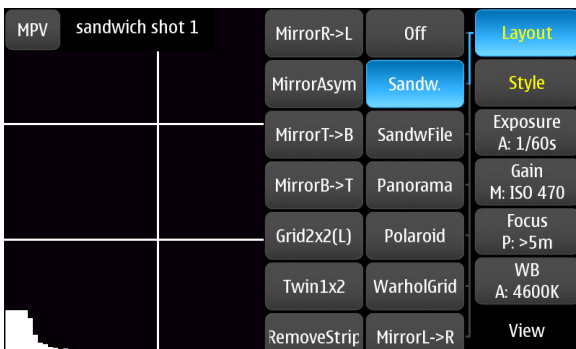 MPV
sandwich shot 1
MirrorR->L
Off
Layout
MirrorAsym
Sandw.
Style
MirrorT->B
SandwFile
Exposure
A: 1/60s
MirrorB->T
Panorama
Gain
M: ISO 470
Grid2x2(L)
Polaroid
Focus
P: >5m
Twin1x2
WarholGrid
WB
A: 4600K
RemoveStrip
MirrorL->R
View